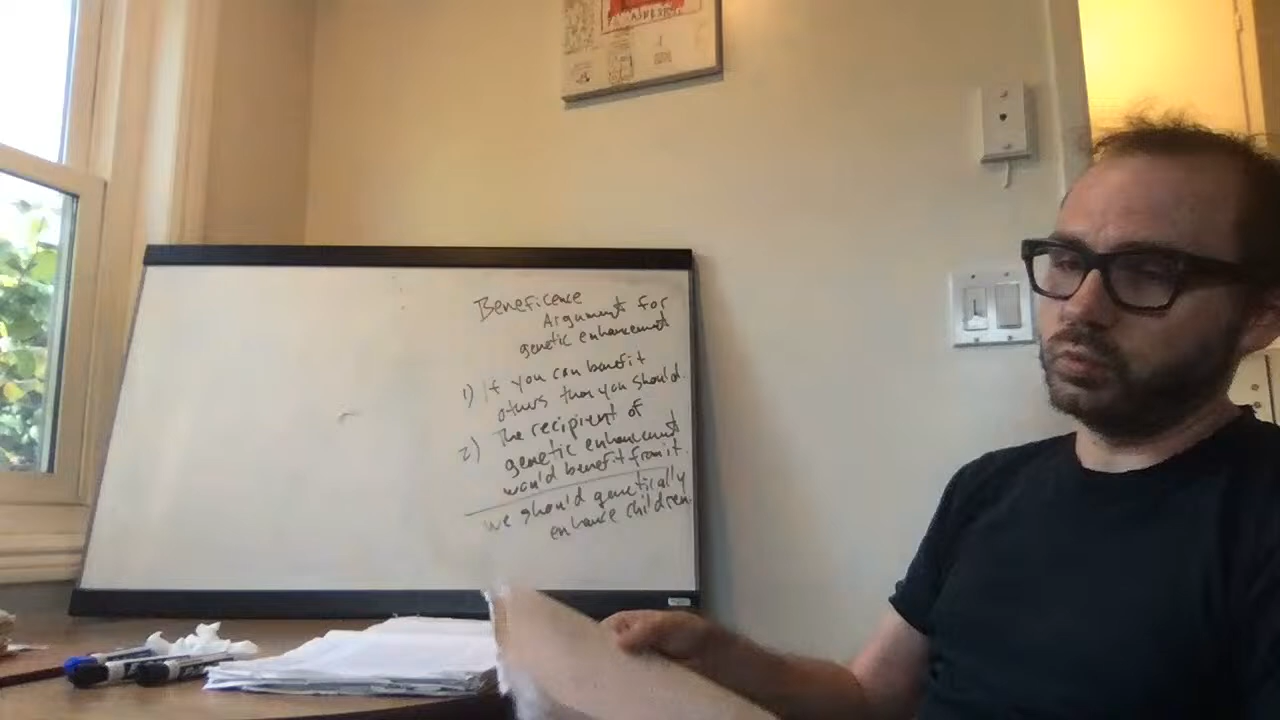 Beneficence
Arguments for
genetic enhancement
1) If you can benefit
others then you should.
2) The recipient of
genetic enhancement
would benefit from it.
we should genetically
enhance children.